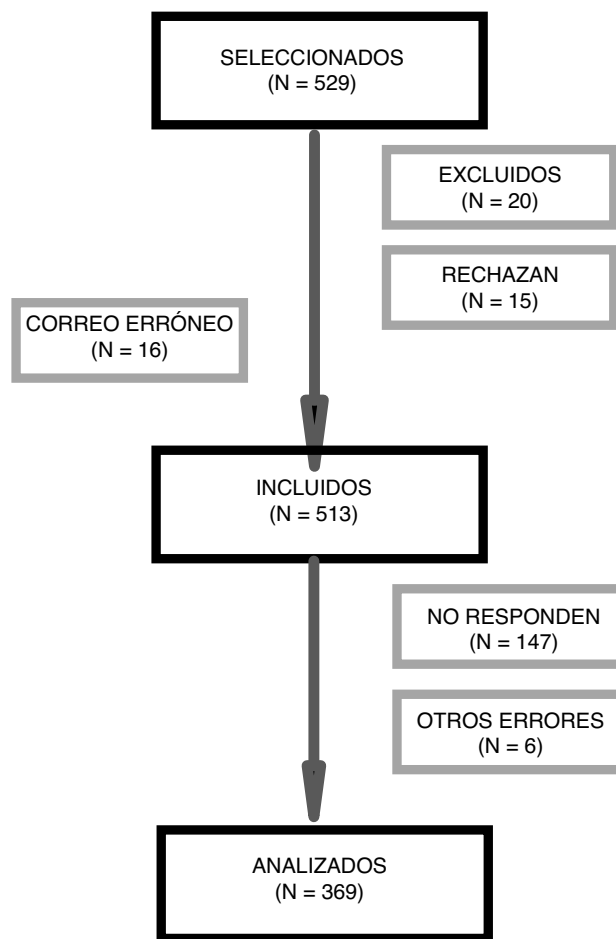 SELECCIONADOS
(N = 529)
EXCLUIDOS
(N = 20)
RECHAZAN
(N = 15)
CORREO ERRÓNEO
(N = 16)
INCLUIDOS
(N = 513)
NO RESPONDEN
(N = 147)
OTROS ERRORES
(N = 6)
ANALIZADOS
(N = 369)